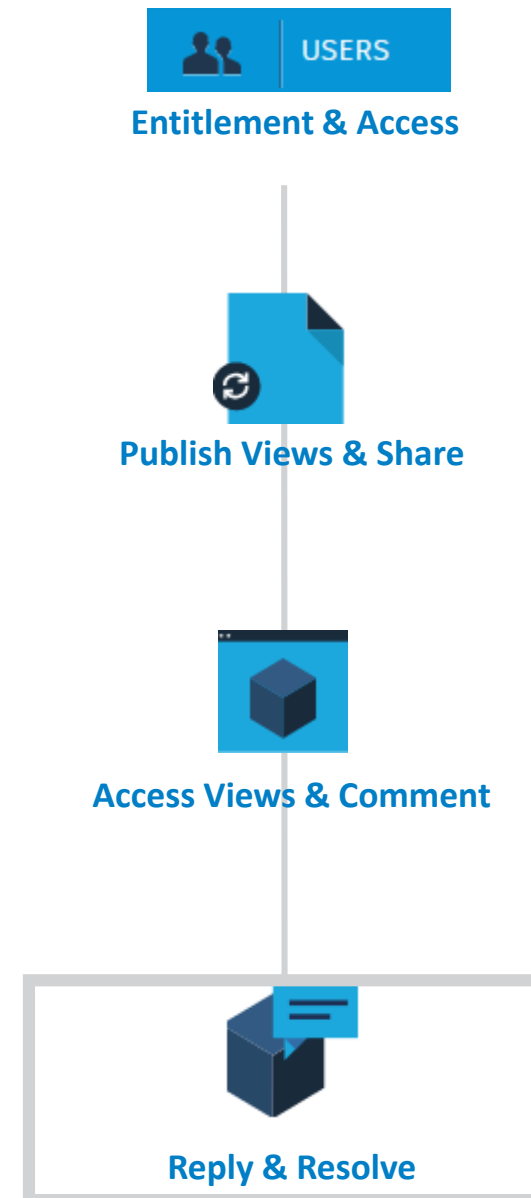 USERS
Entitlement & Access
Publish Views & Share
Access Views & Comment
Reply & Resolve